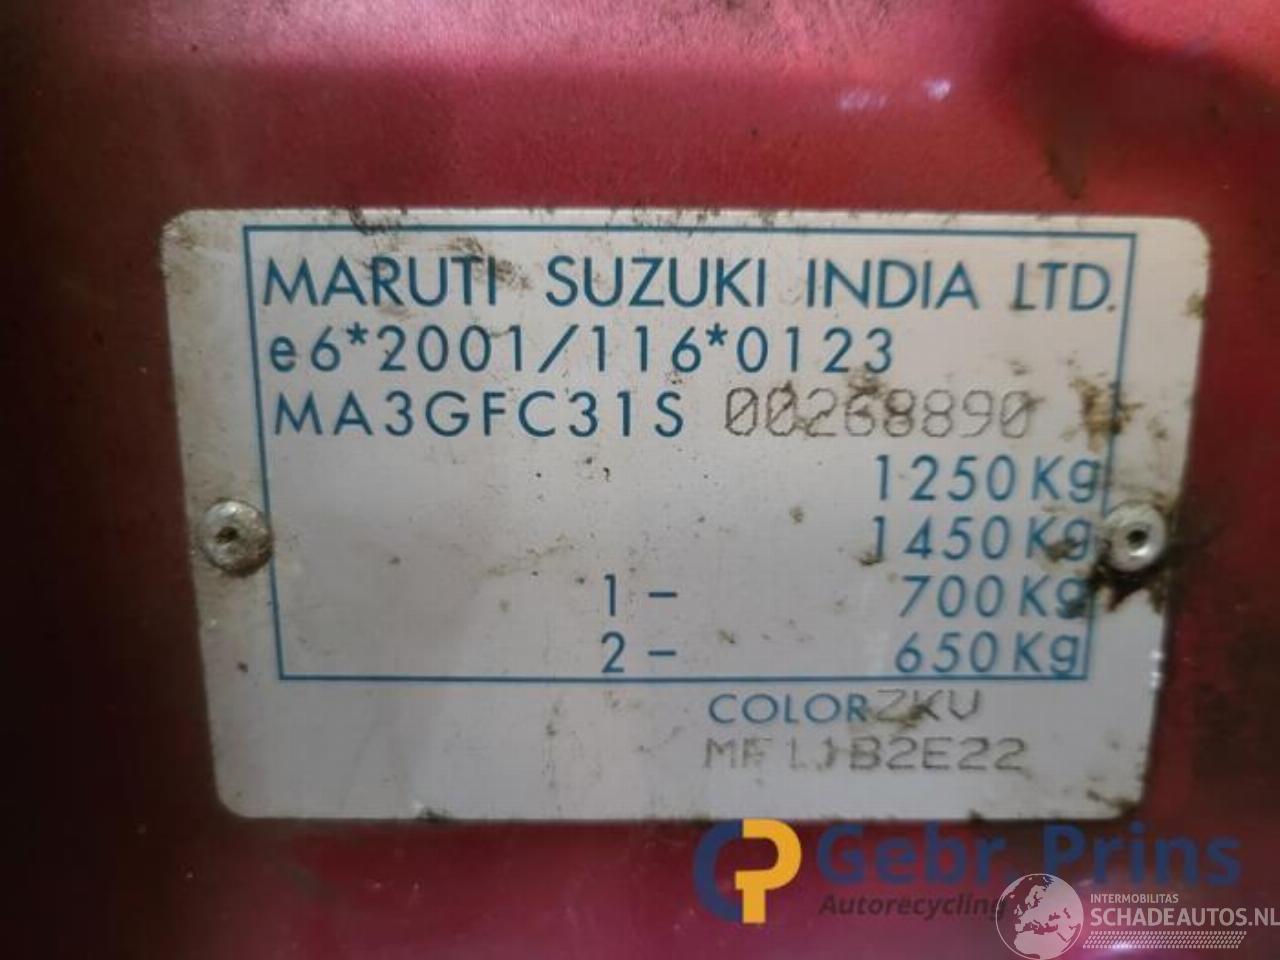 MARUTI SUZUKI INDIA LTD.
e6*2001/116*0123
MA3GFC31S 00268890
1250Kg
1450Kg
1- 700Kg
2- 650Kg
COLOR ZKV
B2E22
Gebr. Prins
Autorecycling
INTERMOBILITAS
SCHADEAUTOS.NL